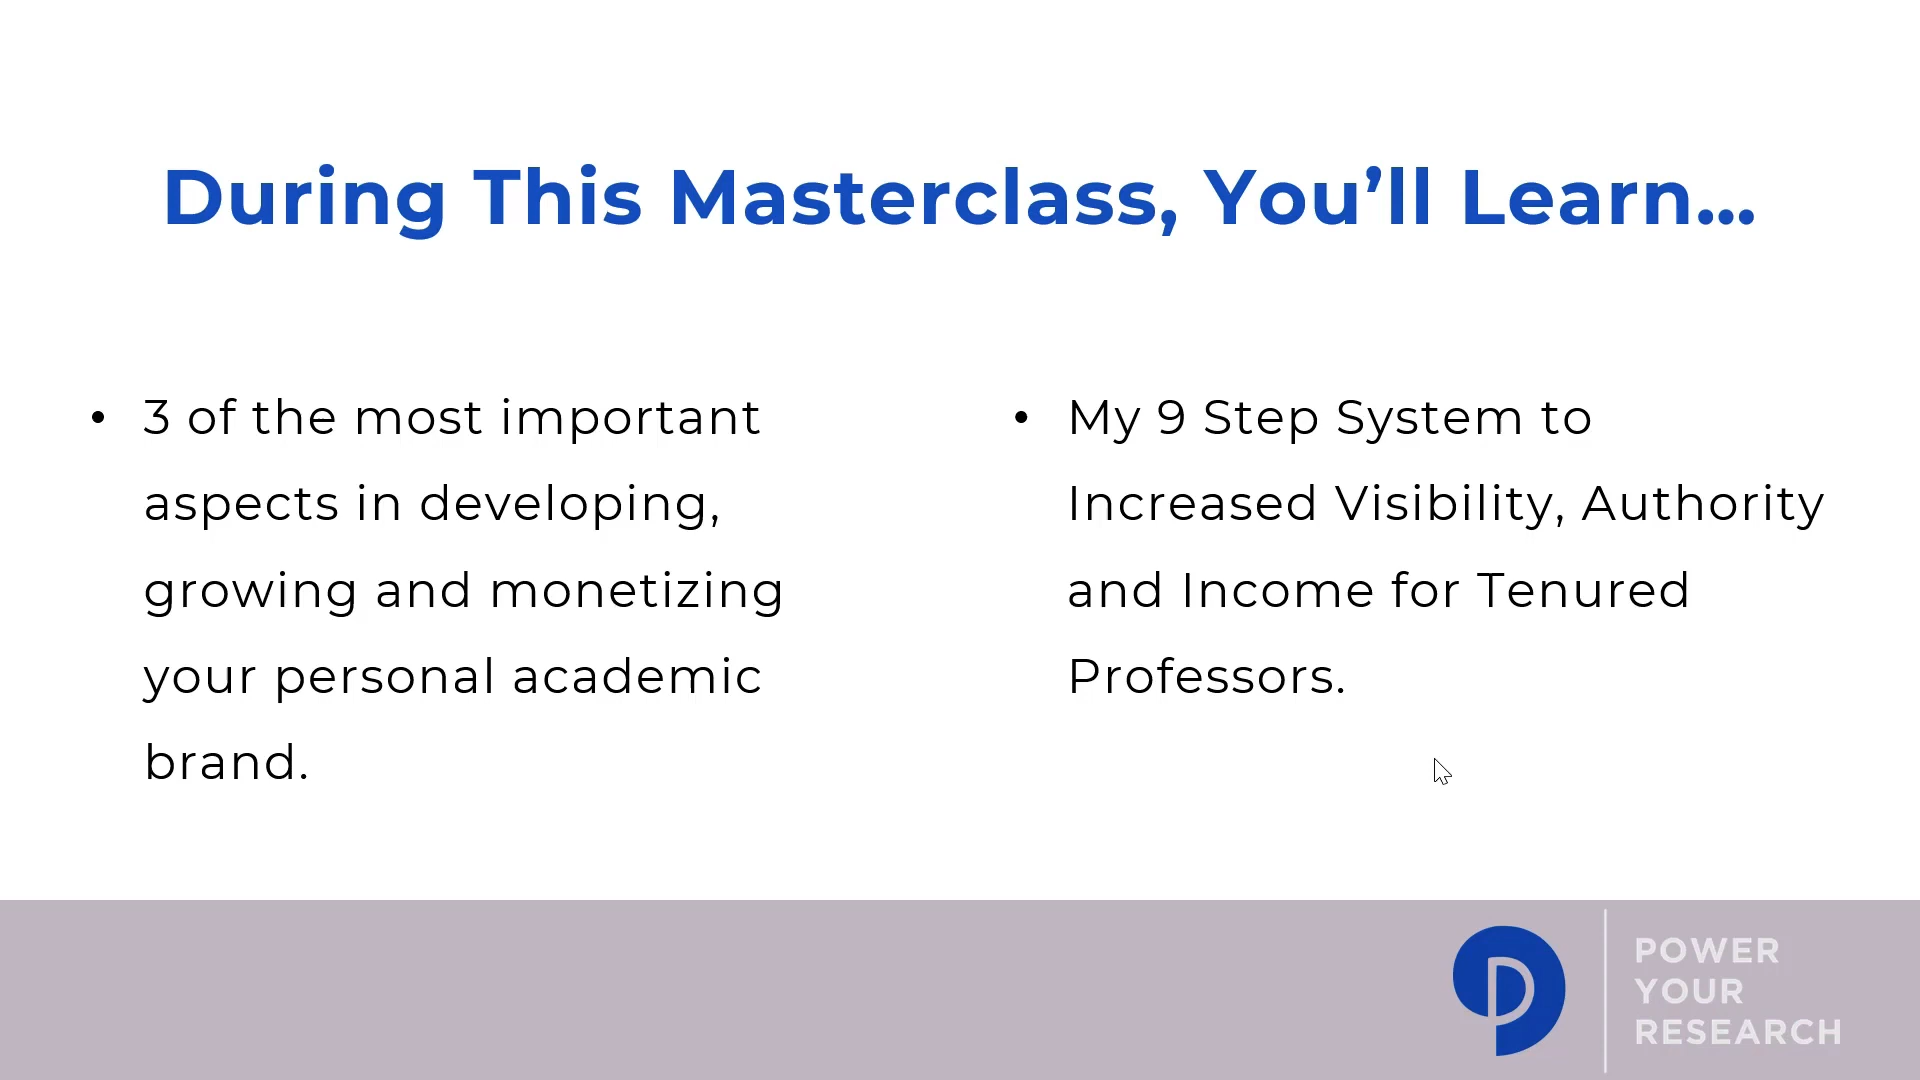 During This Masterclass, You’ll Learn...
• 3 of the most important
aspects in developing,
growing and monetizing
your personal academic
brand.
• My 9 Step System to
Increased Visibility, Authority
and Income for Tenured
Professors.
POWER
YOUR
RESEARCH